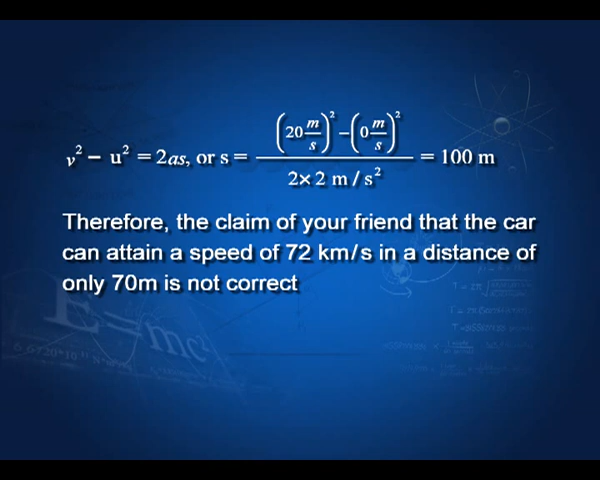 v² – u² = 2as, or s = ((20 m/s)² – (0 m/s)²) / (2 × 2 m / s²) = 100 m
Therefore, the claim of your friend that the car
can attain a speed of 72 km/s in a distance of
only 70m is not correct
E=mc²